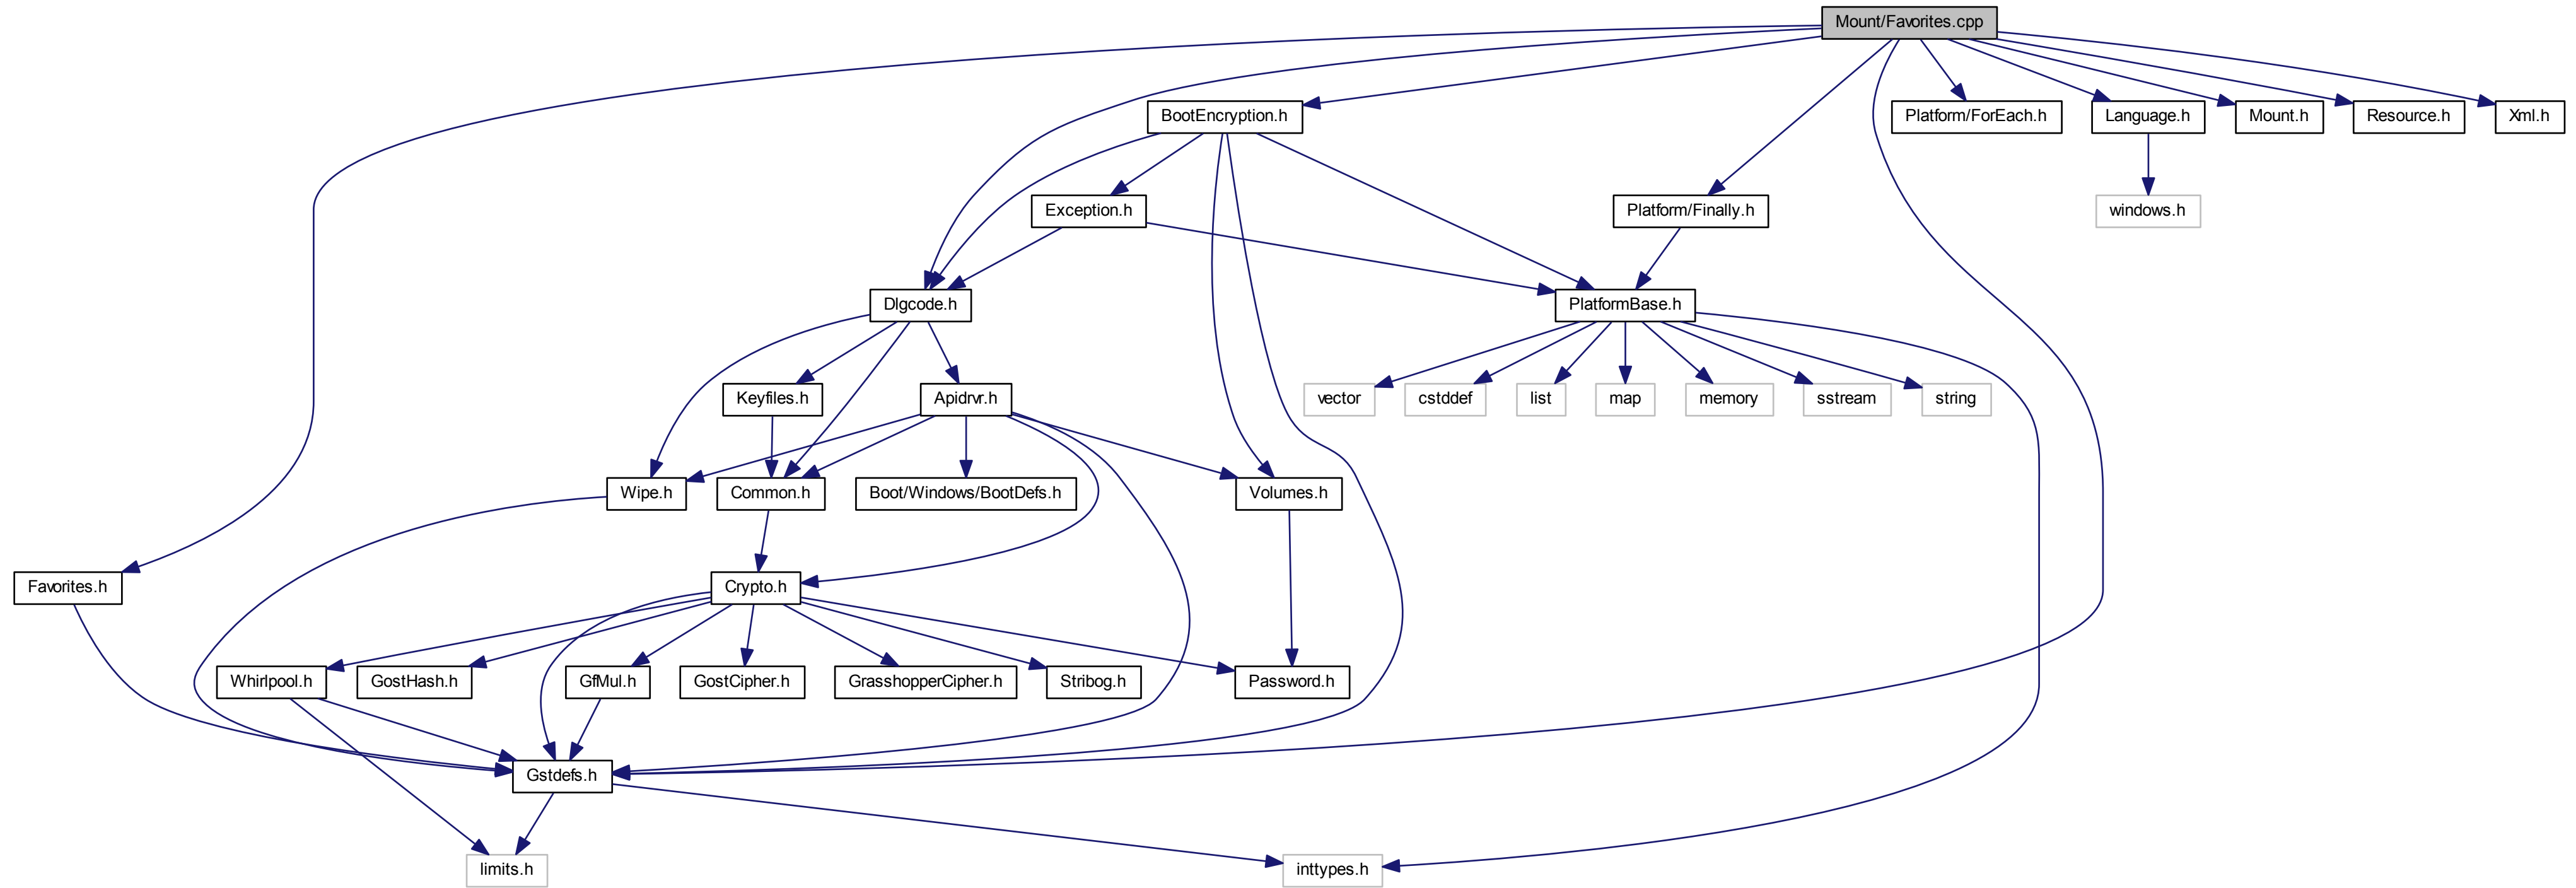 Mount/Favorites.cpp
BootEncryption.h
Platform/ForEach.h
Language.h
Mount.h
Resource.h
Xml.h
Exception.h
Platform/Finally.h
windows.h
Dlgcode.h
PlatformBase.h
Keyfiles.h
Apidrvr.h
vector
cstddef
list
map
memory
sstream
string
Wipe.h
Common.h
Boot/Windows/BootDefs.h
Volumes.h
Favorites.h
Crypto.h
Whirlpool.h
GostHash.h
GfMul.h
GostCipher.h
GrasshopperCipher.h
Stribog.h
Password.h
Gstdefs.h
limits.h
inttypes.h